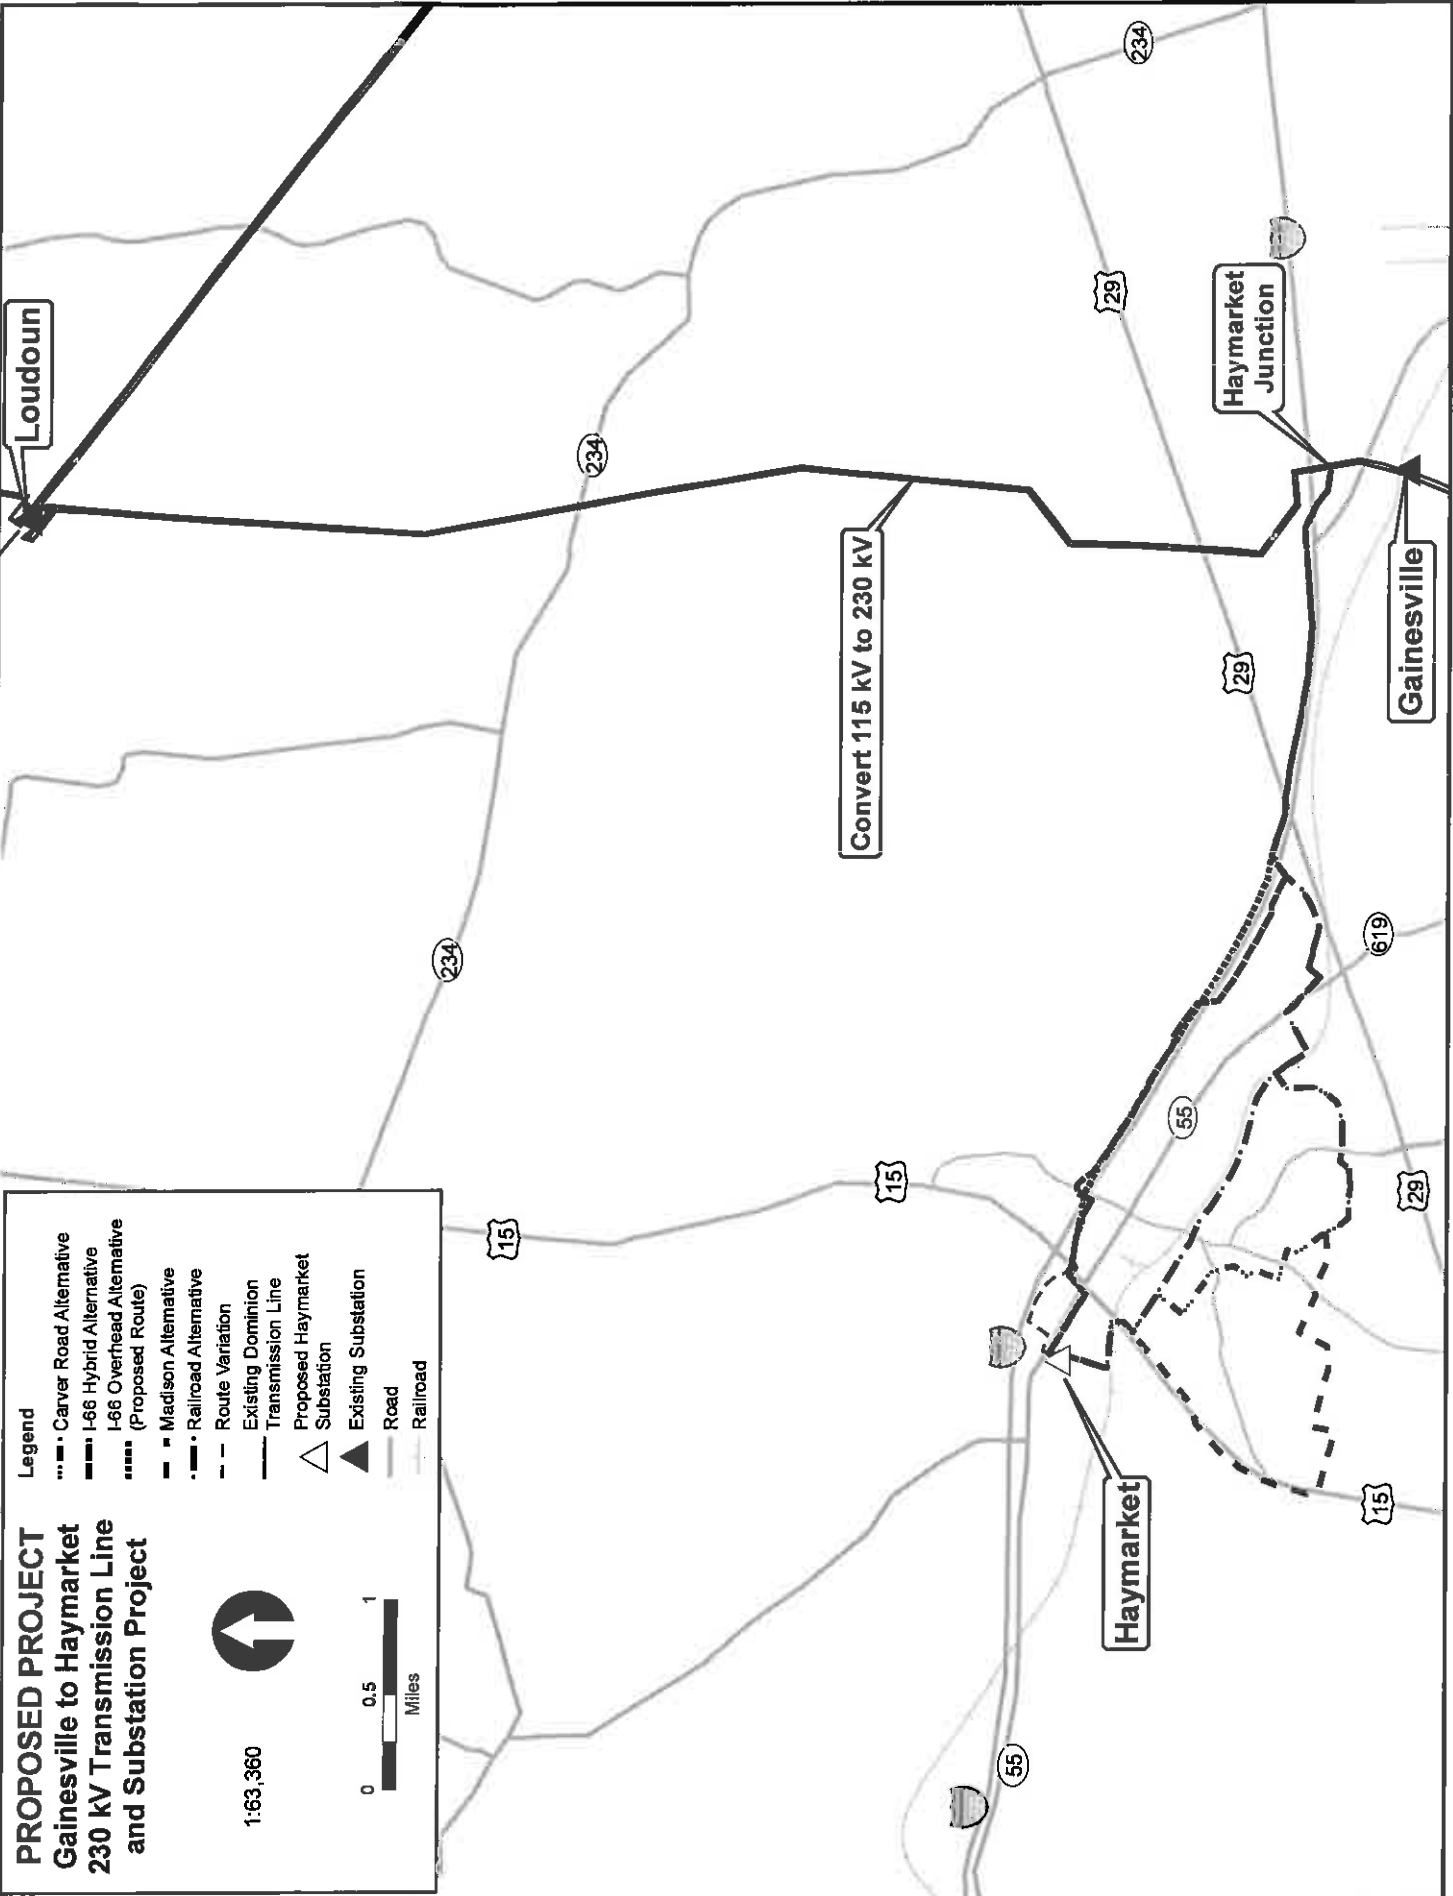 PROPOSED PROJECT
Gainesville to Haymarket
230 kV Transmission Line
and Substation Project
1:63,360
0 0.5 1
Miles
Legend
Carver Road Alternative
I-66 Hybrid Alternative
I-66 Overhead Alternative
(Proposed Route)
Madison Alternative
Railroad Alternative
Route Variation
Existing Dominion
Transmission Line
Proposed Haymarket
Substation
Existing Substation
Road
Railroad
Loudoun
234
234
234
15
15
Convert 115 kV to 230 kV
29
29
Haymarket
Junction
Gainesville
619
55
29
15
Haymarket
55